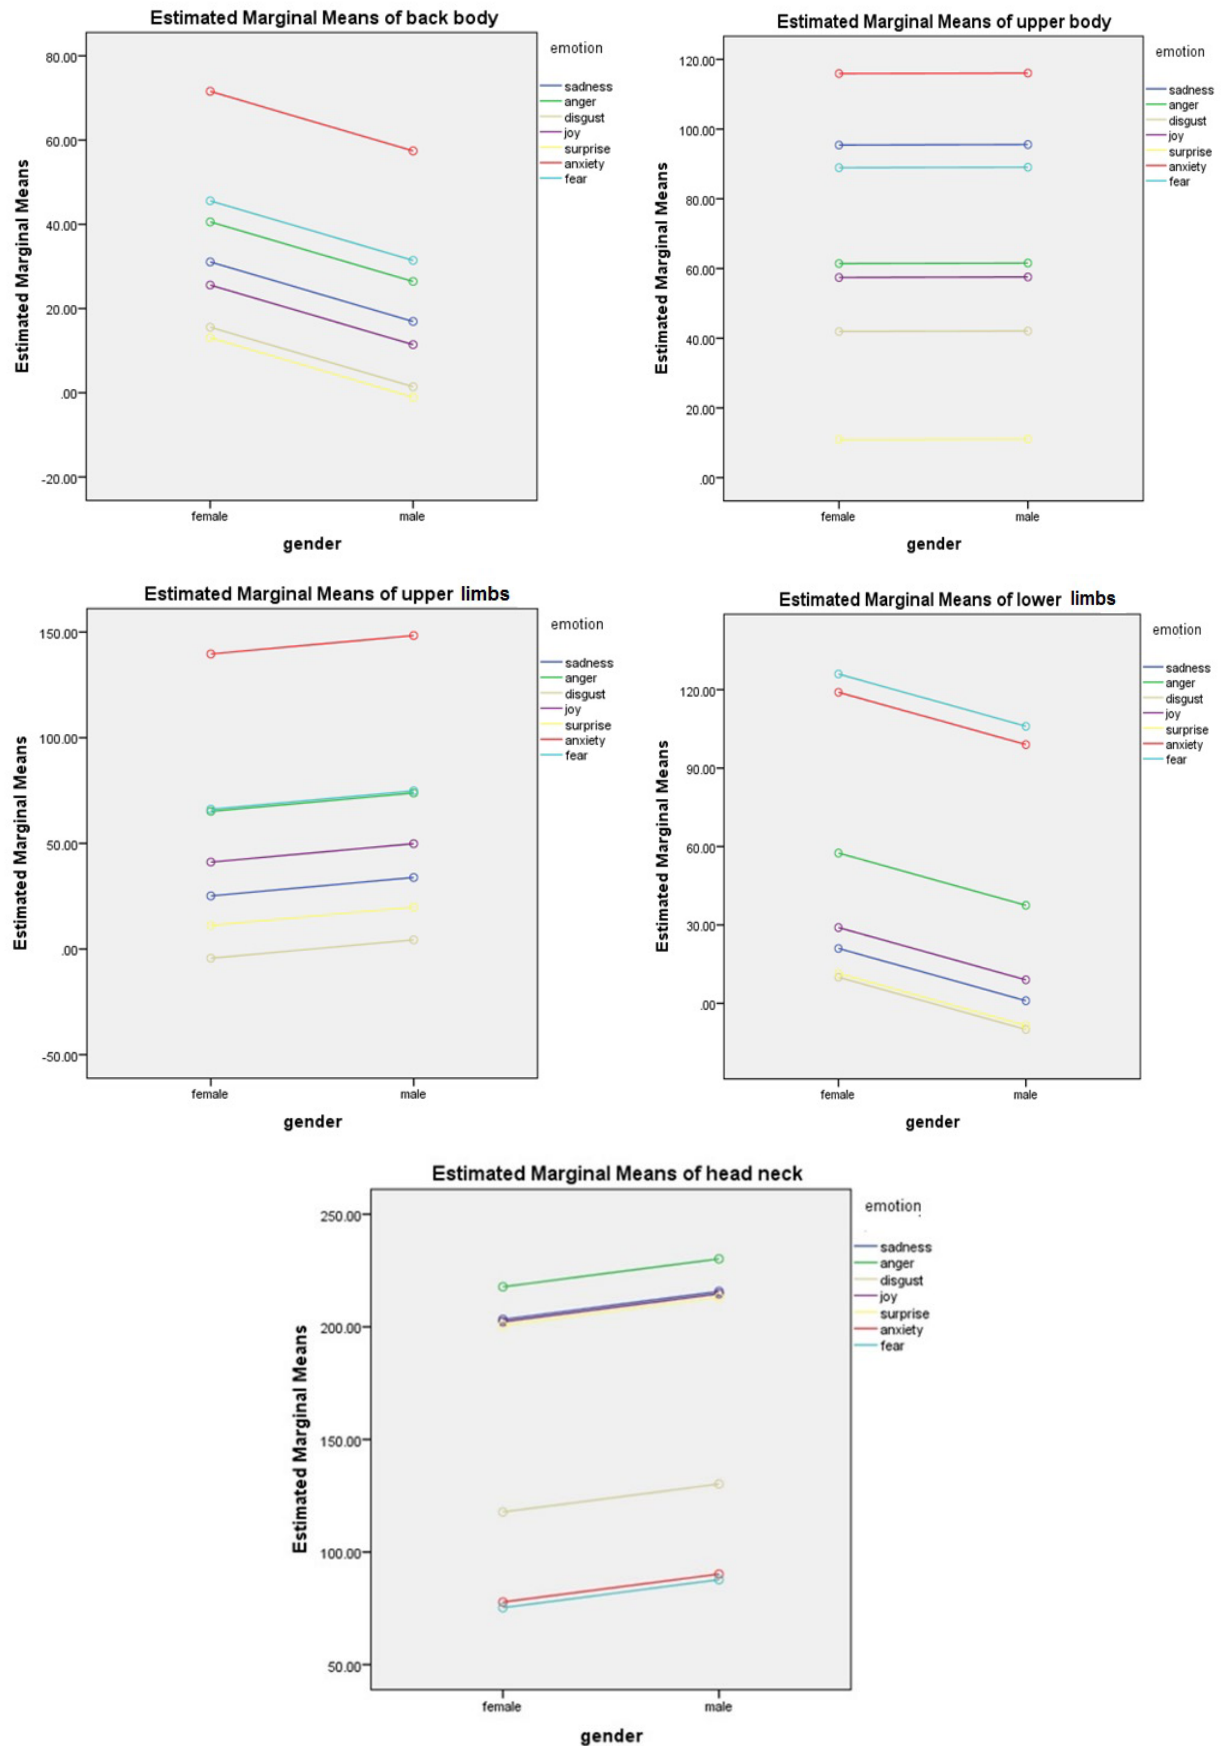 Estimated Marginal Means of back body
Estimated Marginal Means
80.00
60.00
40.00
20.00
.00
-20.00
female
male
gender
emotion
sadness
anger
disgust
joy
surprise
anxiety
fear
Estimated Marginal Means of upper body
Estimated Marginal Means
120.00
100.00
80.00
60.00
40.00
20.00
.00
female
male
gender
emotion
sadness
anger
disgust
joy
surprise
anxiety
fear
Estimated Marginal Means of upper limbs
Estimated Marginal Means
150.00
100.00
50.00
.00
-50.00
female
male
gender
emotion
sadness
anger
disgust
joy
surprise
anxiety
fear
Estimated Marginal Means of lower limbs
Estimated Marginal Means
120.00
90.00
60.00
30.00
.00
female
male
gender
emotion
sadness
anger
disgust
joy
surprise
anxiety
fear
Estimated Marginal Means of head neck
Estimated Marginal Means
250.00
200.00
150.00
100.00
50.00
female
male
gender
emotion
sadness
anger
disgust
joy
surprise
anxiety
fear